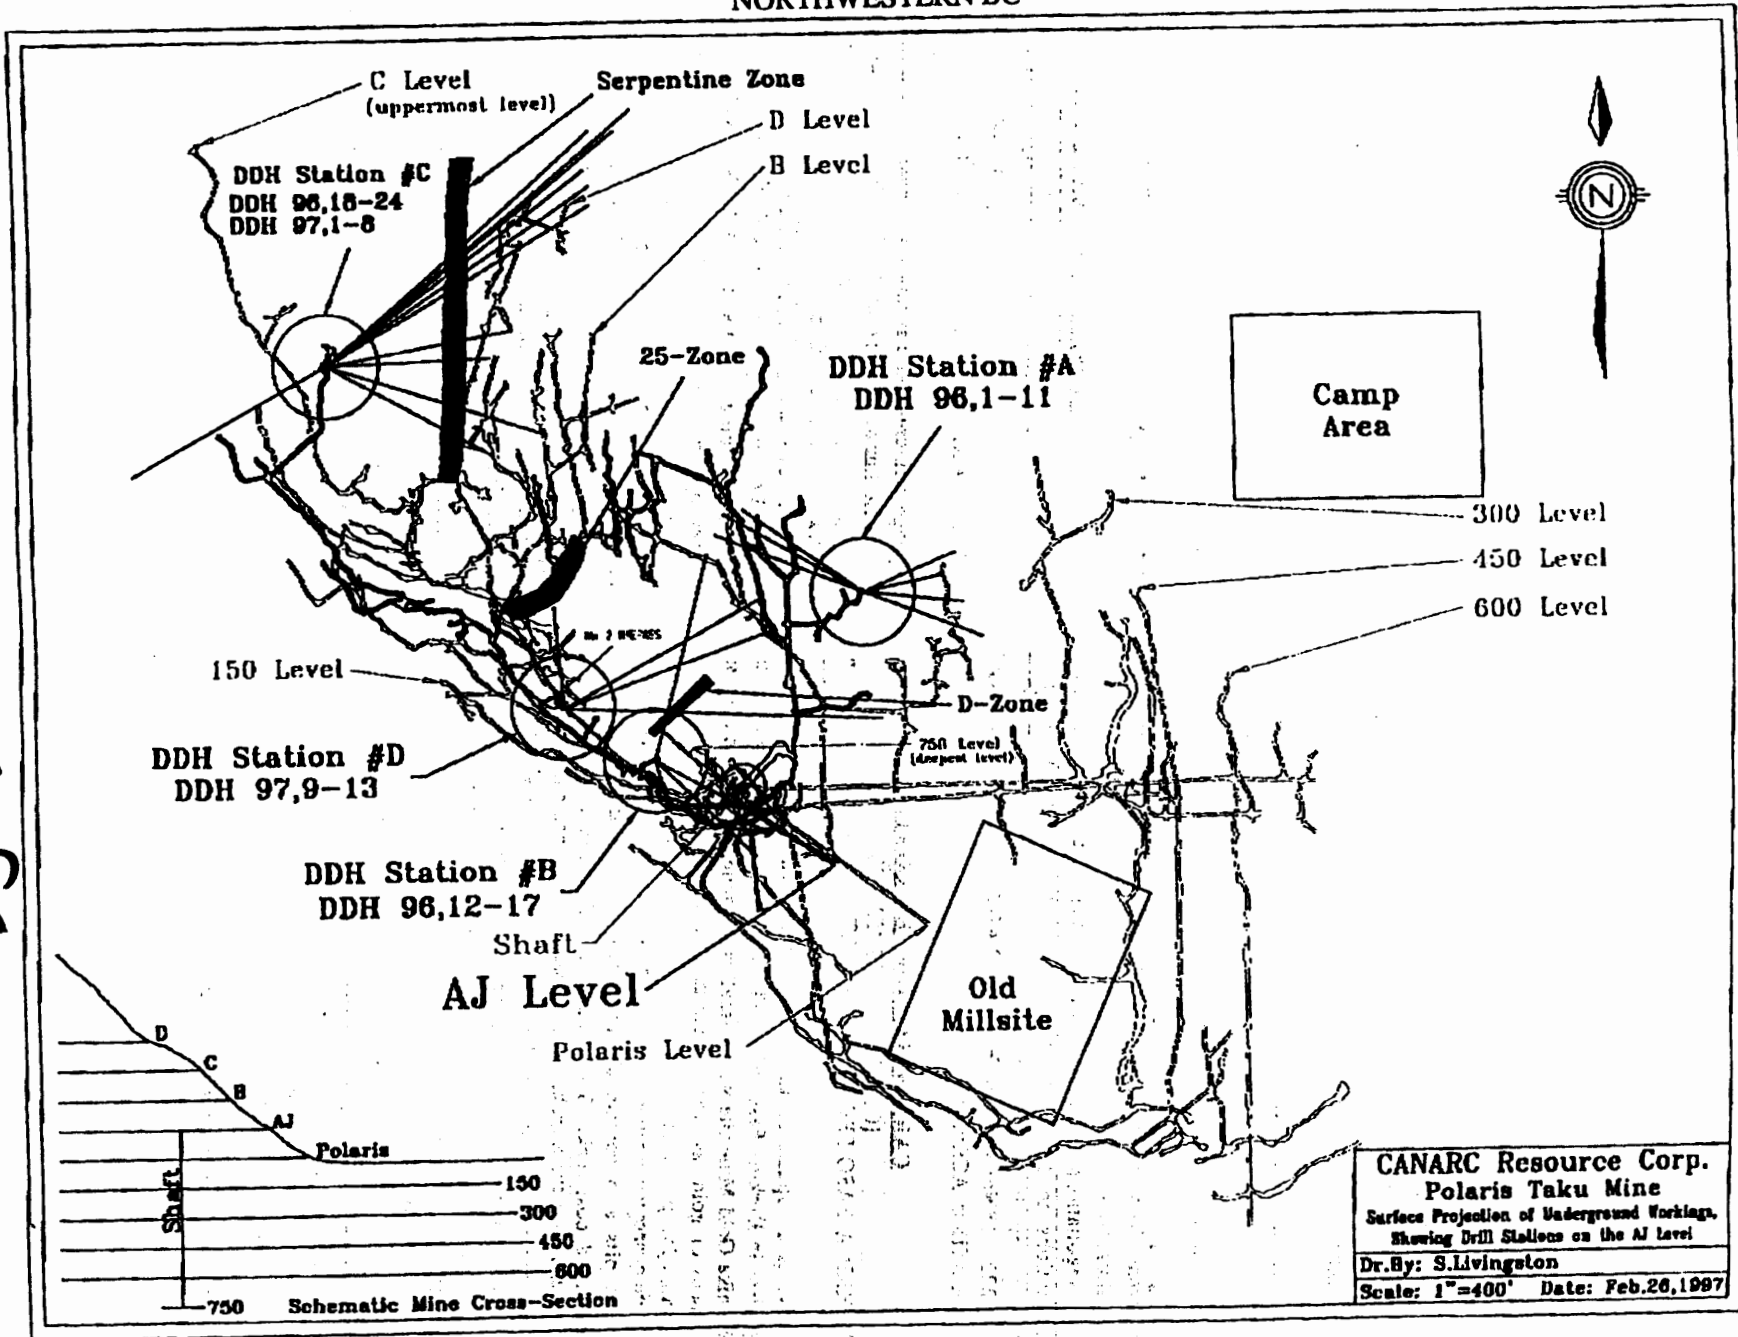 NORTHWESTERN BC
C Level
(uppermost level)
Serpentine Zone
D Level
B Level
DDH Station #C
DDH 96,18-24
DDH 97,1-8
N
25-Zone
DDH Station #A
DDH 96,1-11
Camp
Area
300 Level
450 Level
600 Level
150 Level
D-Zone
750 Level
(deepest level)
DDH Station #D
DDH 97,9-13
DDH Station #B
DDH 96,12-17
Shaft
AJ Level
Old
Millsite
Polaris Level
D
C
B
AJ
Polaris
150
300
450
600
750
Shaft
Schematic Mine Cross-Section
CANARC Resource Corp.
Polaris Taku Mine
Surface Projection of Underground Workings,
Showing Drill Stations on the AJ Level
Dr.By: S.Livingston
Scale: 1"=400' Date: Feb.26,1997